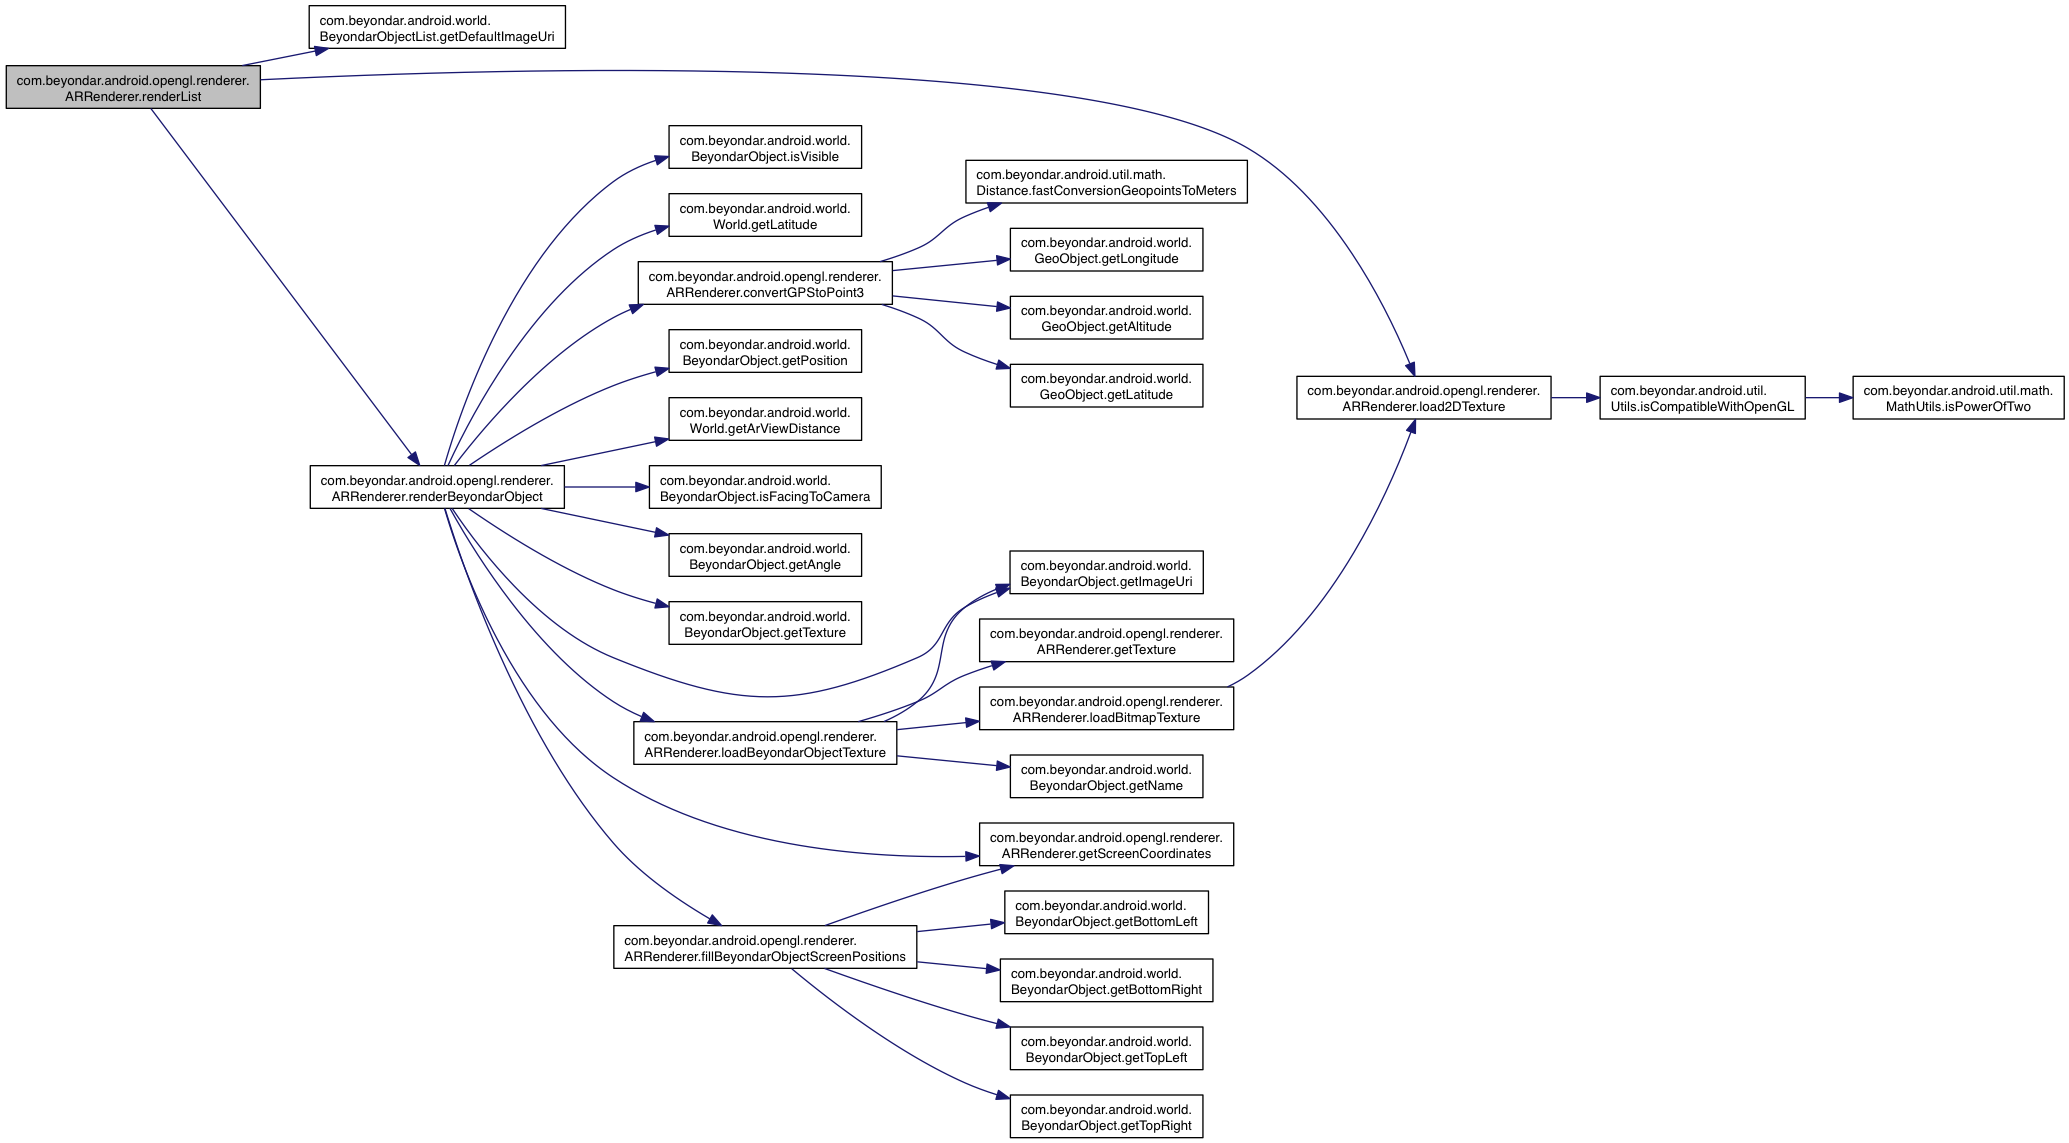 com.beyondar.android.world.
BeyondarObjectList.getDefaultImageUri
com.beyondar.android.opengl.renderer.
ARRenderer.renderList
com.beyondar.android.world.
BeyondarObject.isVisible
com.beyondar.android.util.math.
Distance.fastConversionGeopointsToMeters
com.beyondar.android.world.
World.getLatitude
com.beyondar.android.world.
GeoObject.getLongitude
com.beyondar.android.opengl.renderer.
ARRenderer.convertGPStoPoint3
com.beyondar.android.world.
GeoObject.getAltitude
com.beyondar.android.world.
BeyondarObject.getPosition
com.beyondar.android.world.
GeoObject.getLatitude
com.beyondar.android.opengl.renderer.
ARRenderer.load2DTexture
com.beyondar.android.util.
Utils.isCompatibleWithOpenGL
com.beyondar.android.util.math.
MathUtils.isPowerOfTwo
com.beyondar.android.world.
World.getArViewDistance
com.beyondar.android.opengl.renderer.
ARRenderer.renderBeyondarObject
com.beyondar.android.world.
BeyondarObject.isFacingToCamera
com.beyondar.android.world.
BeyondarObject.getAngle
com.beyondar.android.world.
BeyondarObject.getImageUri
com.beyondar.android.world.
BeyondarObject.getTexture
com.beyondar.android.opengl.renderer.
ARRenderer.getTexture
com.beyondar.android.opengl.renderer.
ARRenderer.loadBitmapTexture
com.beyondar.android.opengl.renderer.
ARRenderer.loadBeyondarObjectTexture
com.beyondar.android.world.
BeyondarObject.getName
com.beyondar.android.opengl.renderer.
ARRenderer.getScreenCoordinates
com.beyondar.android.world.
BeyondarObject.getBottomLeft
com.beyondar.android.opengl.renderer.
ARRenderer.fillBeyondarObjectScreenPositions
com.beyondar.android.world.
BeyondarObject.getBottomRight
com.beyondar.android.world.
BeyondarObject.getTopLeft
com.beyondar.android.world.
BeyondarObject.getTopRight